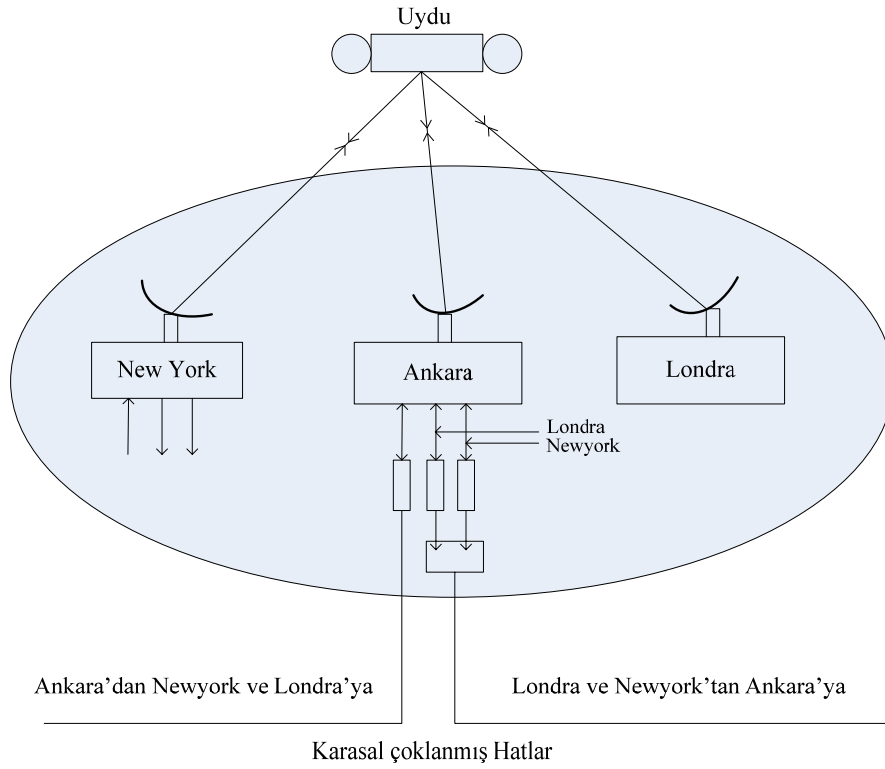 Uydu
New York
Ankara
Londra
Londra
Newyork
Ankara’dan Newyork ve Londra’ya
Londra ve Newyork’tan Ankara’ya
Karasal çoklanmış Hatlar